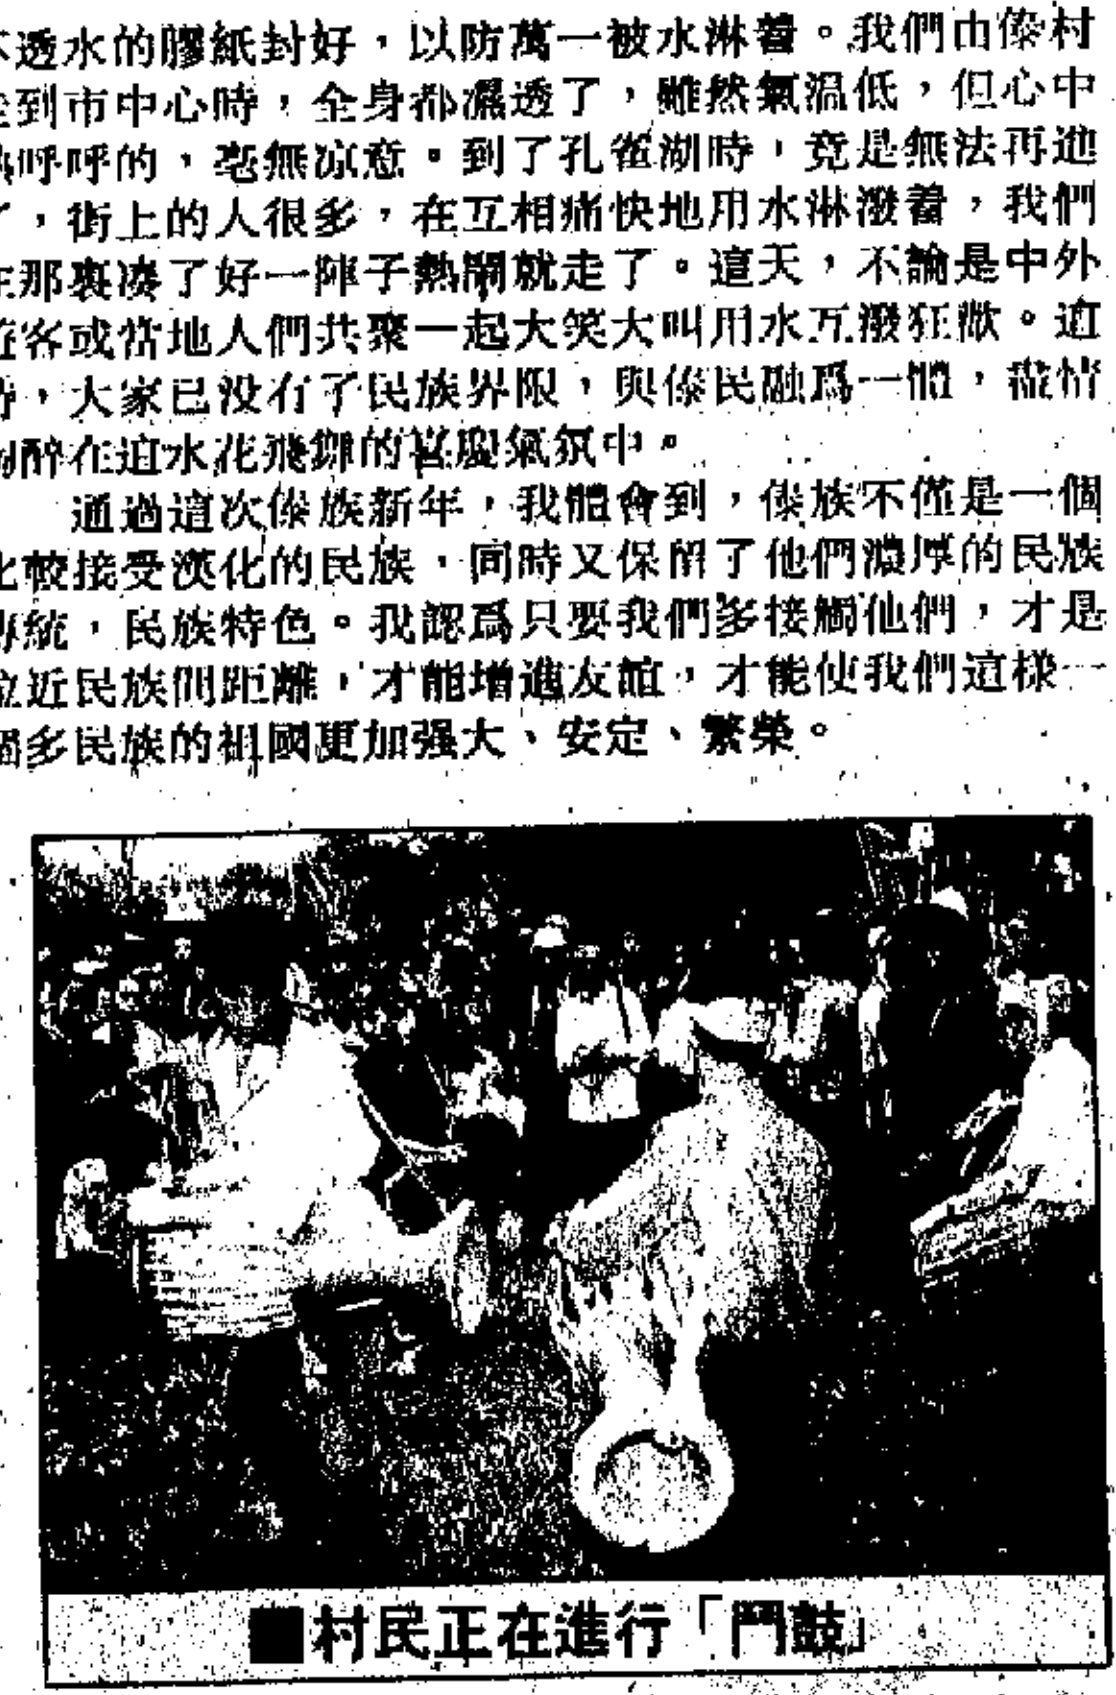 不透水的膠紙封好，以防萬一被水淋着。我們由傣村
走到市中心時，全身都濕透了，雖然氣温低，但心中
熱呼呼的，亳無凉意。到了孔雀湖時，竟是無法再進
了，街上的人很多，在互相痛快地用水淋潑着，我們
在那裏凑了好一陣子熱鬧就走了。這天，不論是中外
遊客或當地人們共聚一起大笑大叫用水互潑狂歡。這
時，大家已没有了民族界限，與傣民融爲一體，盡情
陶醉在這水花飛舞的喜慶氣氛中。
通過這次傣族新年，我體會到，傣族不僅是一個
比較接受漢化的民族，同時又保留了他們濃厚的民族
傳統，民族特色。我認爲只要我們多接觸他們，才是
拉近民族間距離，才能增進友誼，才能使我們這樣一
個多民族的祖國更加强大、安定、繁榮。
■村民正在進行「鬥鼓」